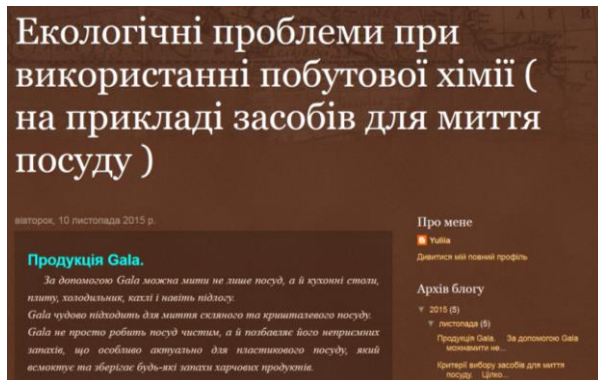 Екологічні проблеми при
використанні побутової хімії (
на прикладі засобів для миття
посуду )
вівторок, 10 листопада 2015 р.
Продукція Gala.
За допомогою Gala можна мити не лише посуд, а й кухонні столи,
плиту, холодильник, кахлі і навіть підлогу.
Gala чудово підходить для миття скляного та кришталевого посуду.
Gala не просто робить посуд чистим, а й позбавляє його неприємних
запахів, що особливо актуально для пластикового посуду, який
всмоктує та зберігає будь-які запахи харчових продуктів.
Про мене
Yuliia
Дивитися мій повний профіль
Архів блогу
▼ 2015 (5)
▼ листопада (5)
Продукція Gala. За допомогою Gala
можнамити не...
Критерії вибору засобів для миття
посуду. Цілко...